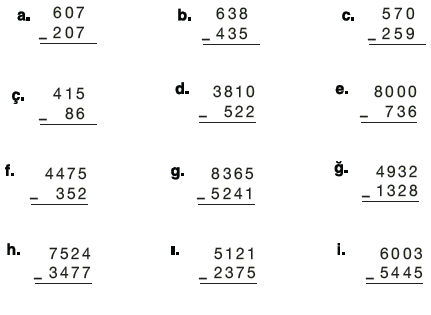 a. 607 b. 638 c. 570
- 207 - 435 - 259
ç. 415 d. 3810 e. 8000
- 86 - 522 - 736
f. 4475 g. 8365 ğ. 4932
- 352 - 5241 - 1328
h. 7524 ı. 5121 i. 6003
- 3477 - 2375 - 5445